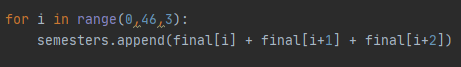 for i in range(0,46,3):
    semesters.append(final[i] + final[i+1] + final[i+2])